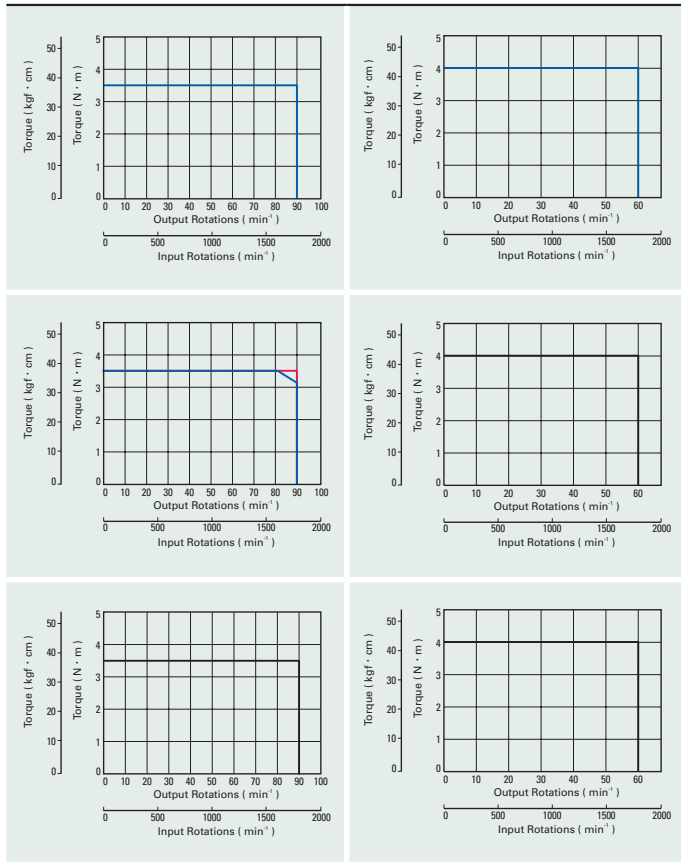 Torque ( kgf・cm )
50
40
30
20
10
0
Torque ( N・m )
5
4
3
2
1
0
0 10 20 30 40 50 60 70 80 90 100
Output Rotations ( min⁻¹ )
0 500 1000 1500 2000
Input Rotations ( min⁻¹ )
Torque ( kgf・cm )
50
40
30
20
10
0
Torque ( N・m )
5
4
3
2
1
0
0 10 20 30 40 50 60
Output Rotations ( min⁻¹ )
0 500 1000 1500 2000
Input Rotations ( min⁻¹ )
Torque ( kgf・cm )
50
40
30
20
10
0
Torque ( N・m )
5
4
3
2
1
0
0 10 20 30 40 50 60 70 80 90 100
Output Rotations ( min⁻¹ )
0 500 1000 1500 2000
Input Rotations ( min⁻¹ )
Torque ( kgf・cm )
50
40
30
20
10
0
Torque ( N・m )
5
4
3
2
1
0
0 10 20 30 40 50 60
Output Rotations ( min⁻¹ )
0 500 1000 1500 2000
Input Rotations ( min⁻¹ )
Torque ( kgf・cm )
50
40
30
20
10
0
Torque ( N・m )
5
4
3
2
1
0
0 10 20 30 40 50 60 70 80 90 100
Output Rotations ( min⁻¹ )
0 500 1000 1500 2000
Input Rotations ( min⁻¹ )
Torque ( kgf・cm )
50
40
30
20
10
0
Torque ( N・m )
5
4
3
2
1
0
0 10 20 30 40 50 60
Output Rotations ( min⁻¹ )
0 500 1000 1500 2000
Input Rotations ( min⁻¹ )